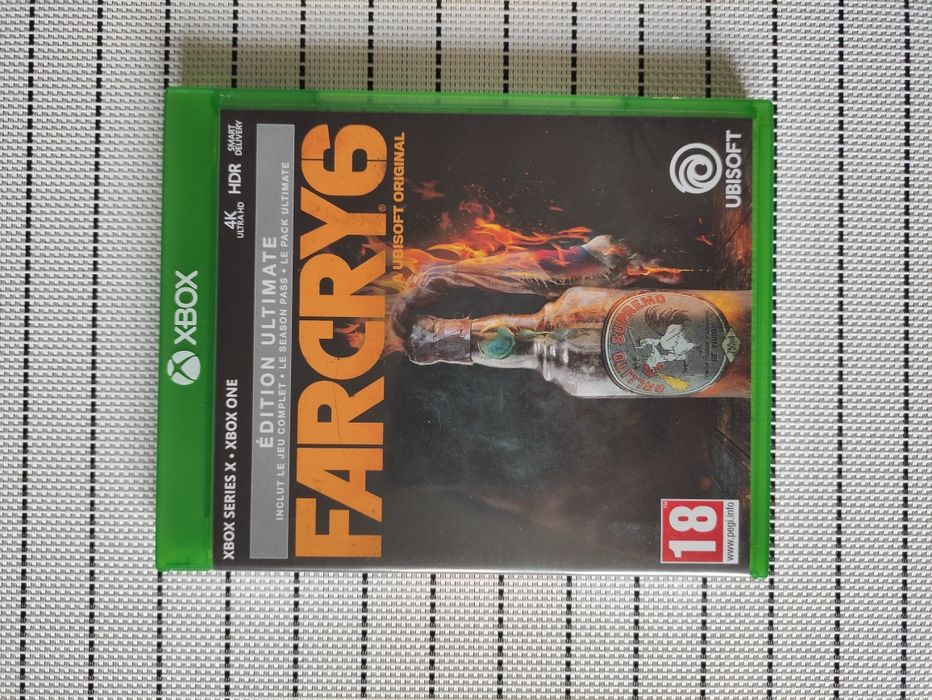 XBOX
XBOX SERIES X • XBOX ONE
4K
ULTRA HD
HDR
SMART
DELIVERY
ÉDITION ULTIMATE
INCLUT LE JEU COMPLET • LE SEASON PASS • LE PACK ULTIMATE
FARCRY6®
A UBISOFT ORIGINAL
GALLITO SUPREMO
18
www.pegi.info
UBISOFT